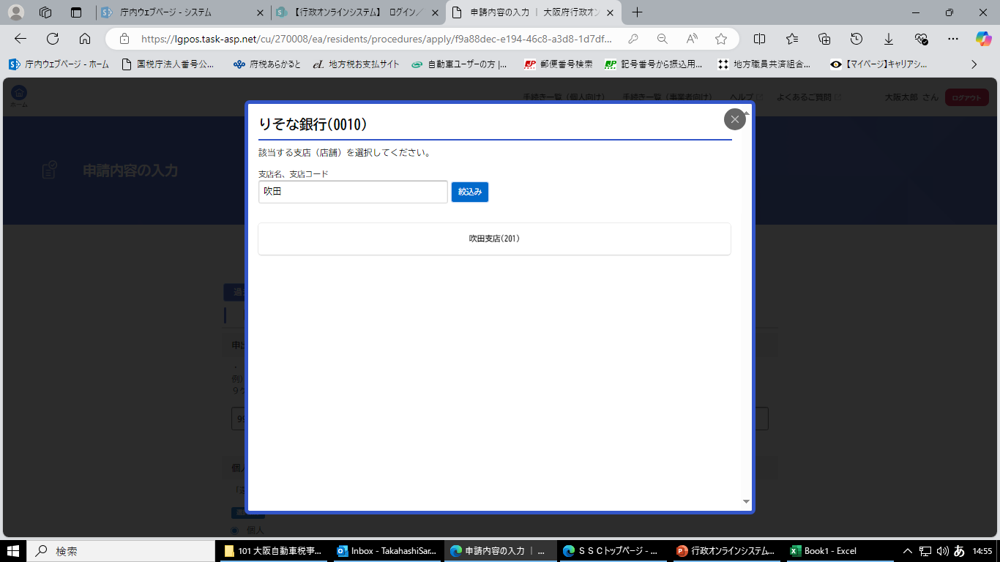 庁内ウェブページ - システム
【行政オンラインシステム】 ログイン／
申請内容の入力 ｜ 大阪府行政オン
https://lgpos.task-asp.net/cu/270008/ea/residents/procedures/apply/f9a88dec-e194-46c8-a3d8-1d7df...
庁内ウェブページ - ホーム
国税庁法人番号公...
府税あらかると
地方税お支払サイト
自動車ユーザーの方 |...
郵便番号検索
記号番号から振込用...
地方職員共済組合...
【マイページ】キャリアシ...
ホーム
手続き一覧（個人向け）
手続き一覧（事業者向け）
ヘルプ
よくあるご質問
大阪太郎 さん
ログアウト
申請内容の入力
りそな銀行(0010)
該当する支店（店舗）を選択してください。
支店名、支店コード
吹田
絞込み
吹田支店(201)
個人
検索
101 大阪自動車税事...
Inbox - TakahashiSar...
申請内容の入力 ｜ ...
ＳＳＣトップページ - ...
行政オンラインシステム...
Book1 - Excel
あ
14:55